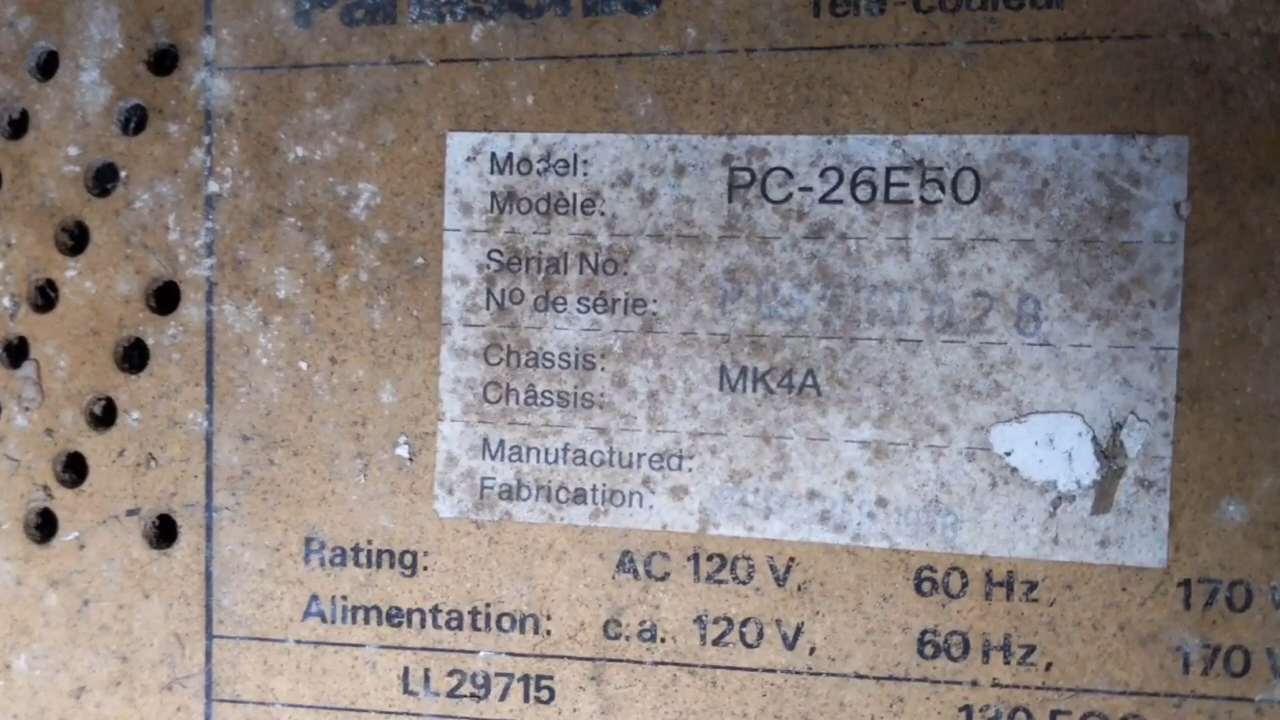 Panasonic Télé-couleur
Model: PC-26E50
Modèle:
Serial No:
Nº de série:
Chassis: MK4A
Châssis:
Manufactured:
Fabrication:
Rating: AC 120 V, 60 Hz, 170
Alimentation: c.a. 120 V, 60 Hz, 170
LL29715